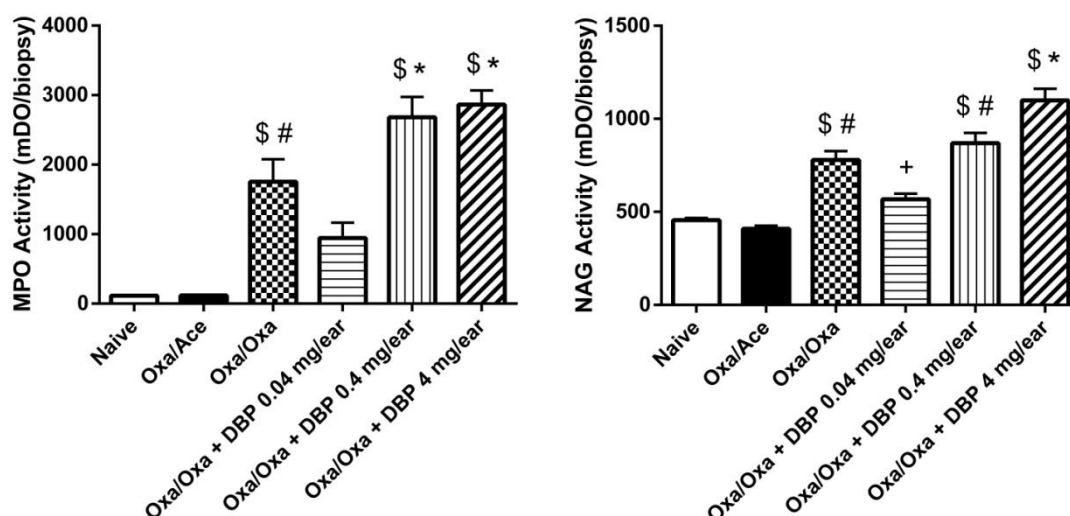 MPO Activity (mDO/biopsy)
4000
3000
2000
1000
0
$ #
$ *
$ *
Naive
Oxa/Ace
Oxa/Oxa
Oxa/Oxa + DBP 0.04 mg/ear
Oxa/Oxa + DBP 0.4 mg/ear
Oxa/Oxa + DBP 4 mg/ear
NAG Activity (mDO/biopsy)
1500
1000
500
0
$ #
+
$ #
$ *
Naive
Oxa/Ace
Oxa/Oxa
Oxa/Oxa + DBP 0.04 mg/ear
Oxa/Oxa + DBP 0.4 mg/ear
Oxa/Oxa + DBP 4 mg/ear